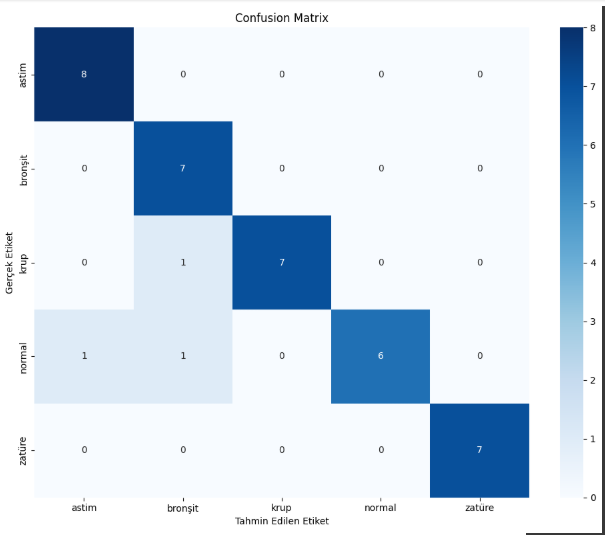 Confusion Matrix
Gerçek Etiket
astim
8 0 0 0 0
bronşit
0 7 0 0 0
krup
0 1 7 0 0
normal
1 1 0 6 0
zatüre
0 0 0 0 7
astim bronşit krup normal zatüre
Tahmin Edilen Etiket
8
7
6
5
4
3
2
1
0